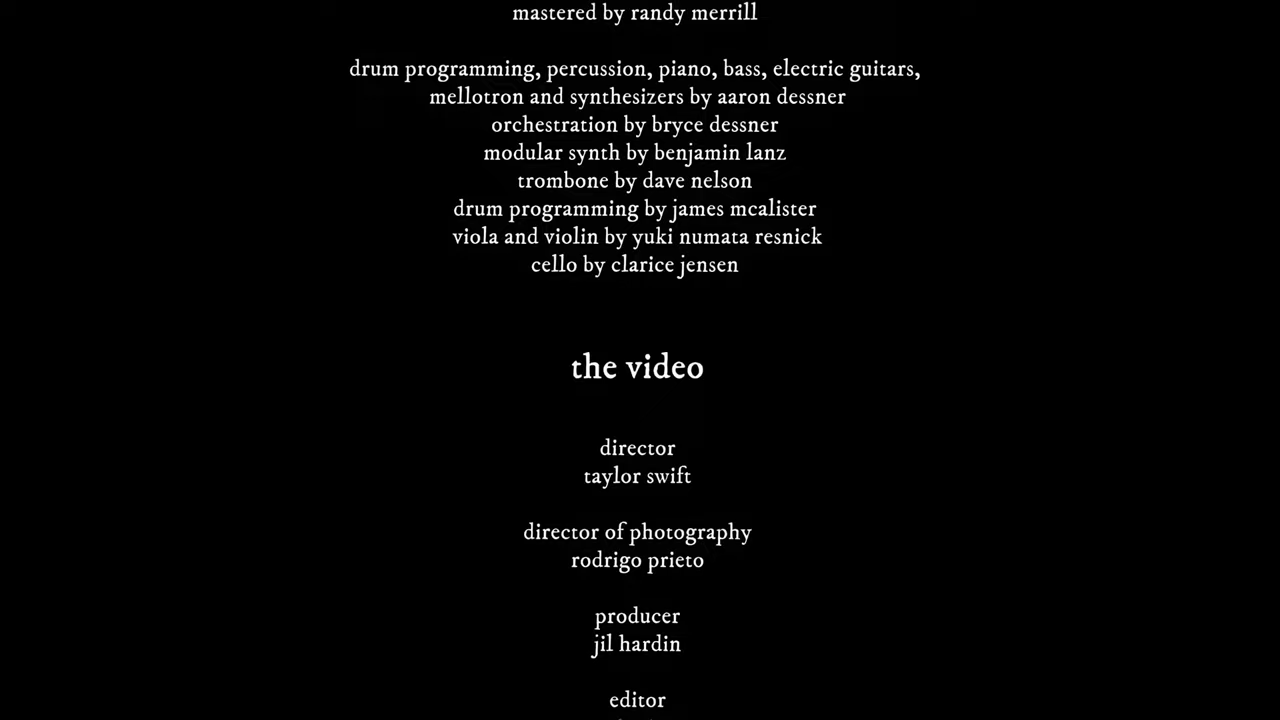 mastered by randy merrill
drum programming, percussion, piano, bass, electric guitars,
mellotron and synthesizers by aaron dessner
orchestration by bryce dessner
modular synth by benjamin lanz
trombone by dave nelson
drum programming by james mcalister
viola and violin by yuki numata resnick
cello by clarice jensen
the video
director
taylor swift
director of photography
rodrigo prieto
producer
jil hardin
editor